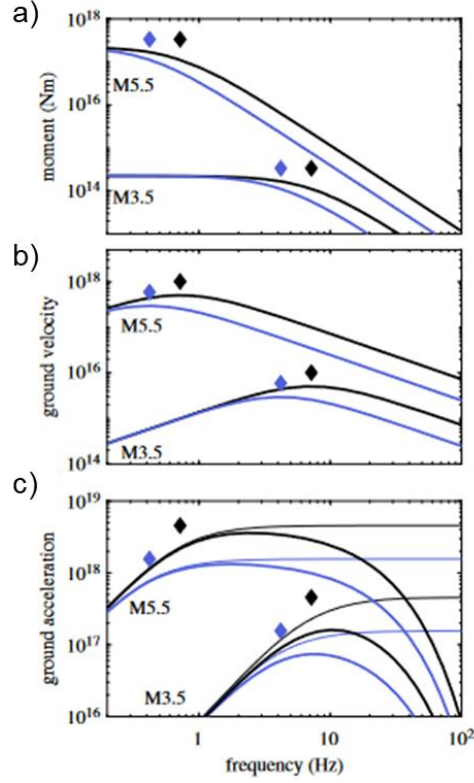 a)
10^18
10^16
10^14
moment (Nm)
M5.5
M3.5
b)
10^18
10^16
10^14
ground velocity
M5.5
M3.5
c)
10^19
10^18
10^17
10^16
ground acceleration
M5.5
M3.5
1
10
10^2
frequency (Hz)